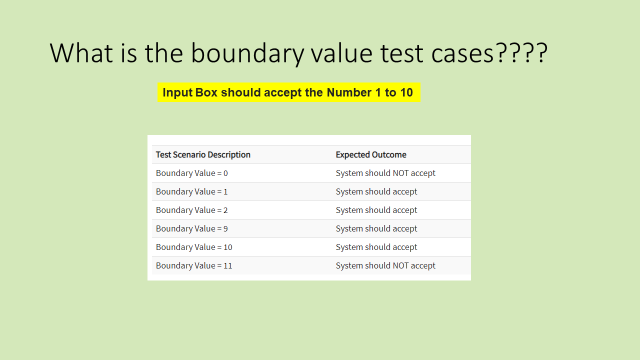 What is the boundary value test cases????
Input Box should accept the Number 1 to 10
Test Scenario Description Expected Outcome
Boundary Value = 0 System should NOT accept
Boundary Value = 1 System should accept
Boundary Value = 2 System should accept
Boundary Value = 9 System should accept
Boundary Value = 10 System should accept
Boundary Value = 11 System should NOT accept